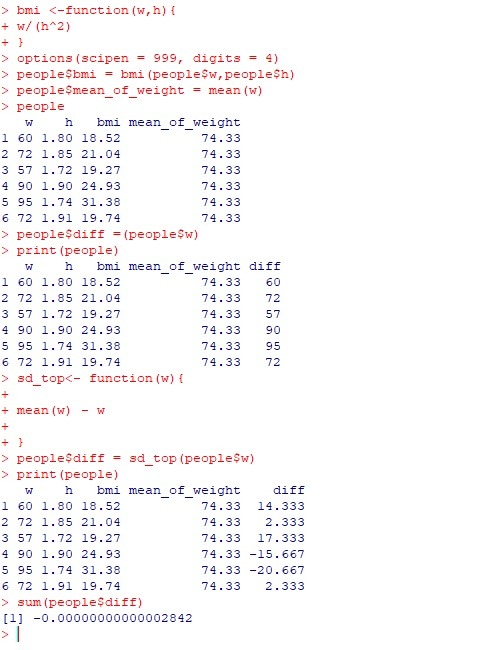 > bmi <-function(w,h){
+ w/(h^2)
+ }
> options(scipen = 999, digits = 4)
> people$bmi = bmi(people$w,people$h)
> people$mean_of_weight = mean(w)
> people
   w    h   bmi mean_of_weight
1 60 1.80 18.52          74.33
2 72 1.85 21.04          74.33
3 57 1.72 19.27          74.33
4 90 1.90 24.93          74.33
5 95 1.74 31.38          74.33
6 72 1.91 19.74          74.33
> people$diff =(people$w)
> print(people)
   w    h   bmi mean_of_weight diff
1 60 1.80 18.52          74.33   60
2 72 1.85 21.04          74.33   72
3 57 1.72 19.27          74.33   57
4 90 1.90 24.93          74.33   90
5 95 1.74 31.38          74.33   95
6 72 1.91 19.74          74.33   72
> sd_top<- function(w){
+
+ mean(w) - w
+
+ }
> people$diff = sd_top(people$w)
> print(people)
   w    h   bmi mean_of_weight    diff
1 60 1.80 18.52          74.33  14.333
2 72 1.85 21.04          74.33   2.333
3 57 1.72 19.27          74.33  17.333
4 90 1.90 24.93          74.33 -15.667
5 95 1.74 31.38          74.33 -20.667
6 72 1.91 19.74          74.33   2.333
> sum(people$diff)
[1] -0.00000000000002842
>